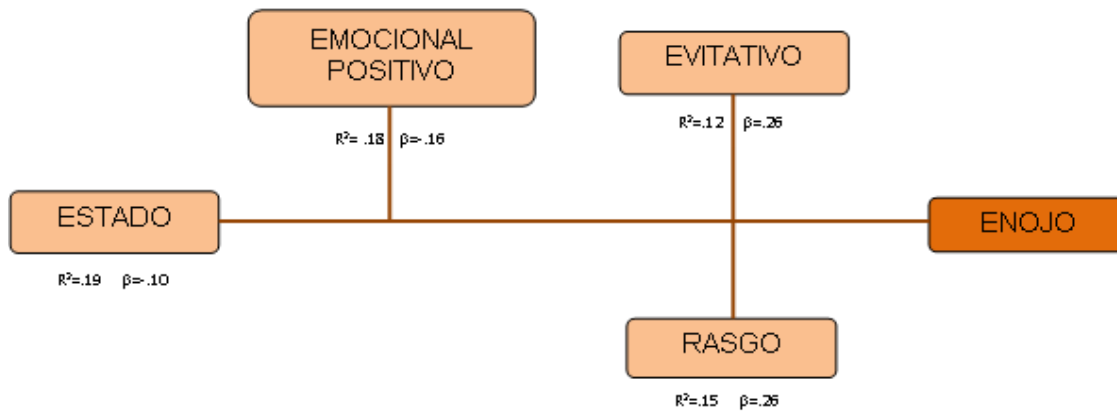 EMOCIONAL
POSITIVO
EVITATIVO
R²= .18 β=-.16
R²=.12 β=.26
ESTADO
ENOJO
R²=.19 β=-.10
RASGO
R²=.15 β=.26